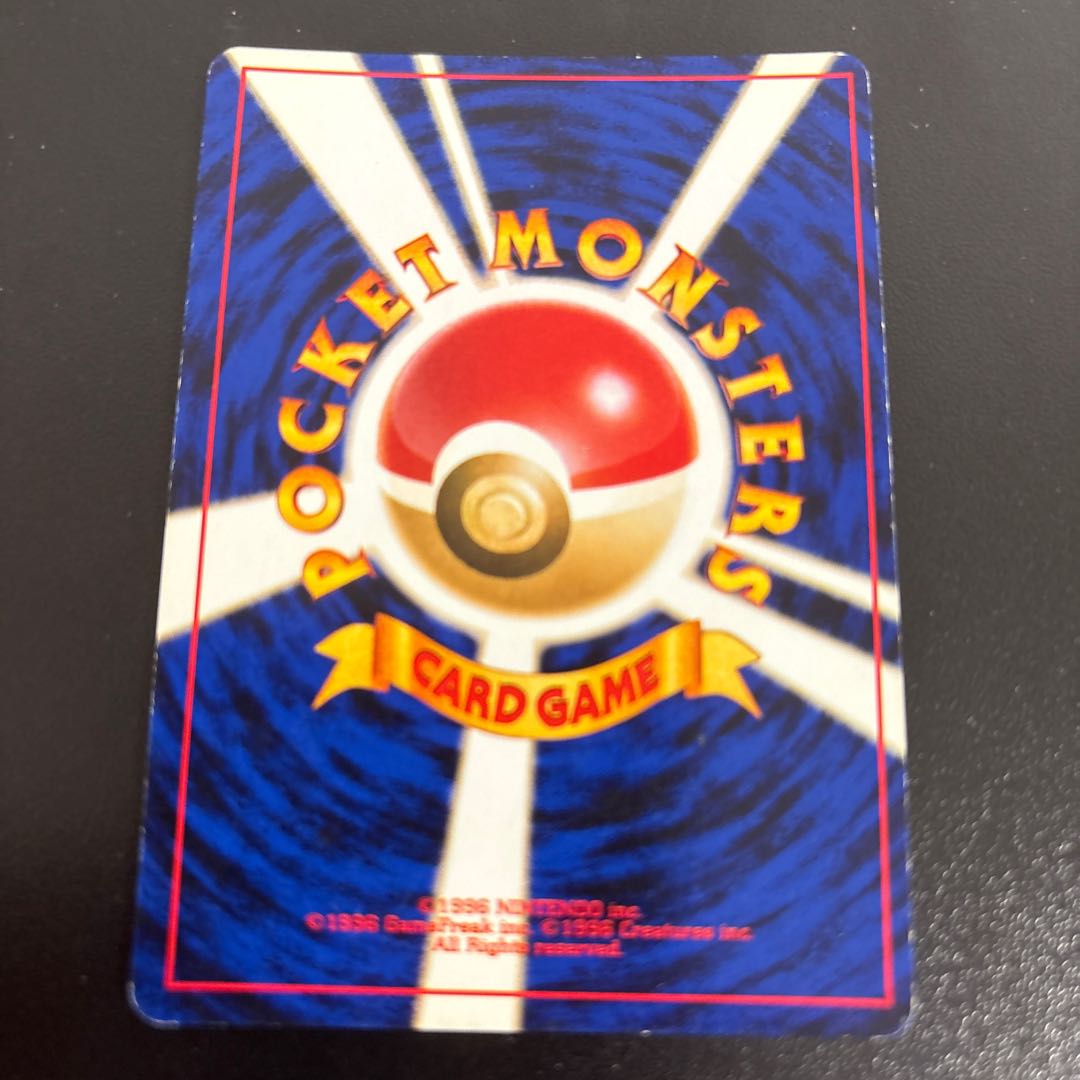 POCKET MONSTERS
CARD GAME
©1996 NINTENDO inc.
©1996 GameFreak inc. ©1996 Creatures inc.
All Rights reserved.